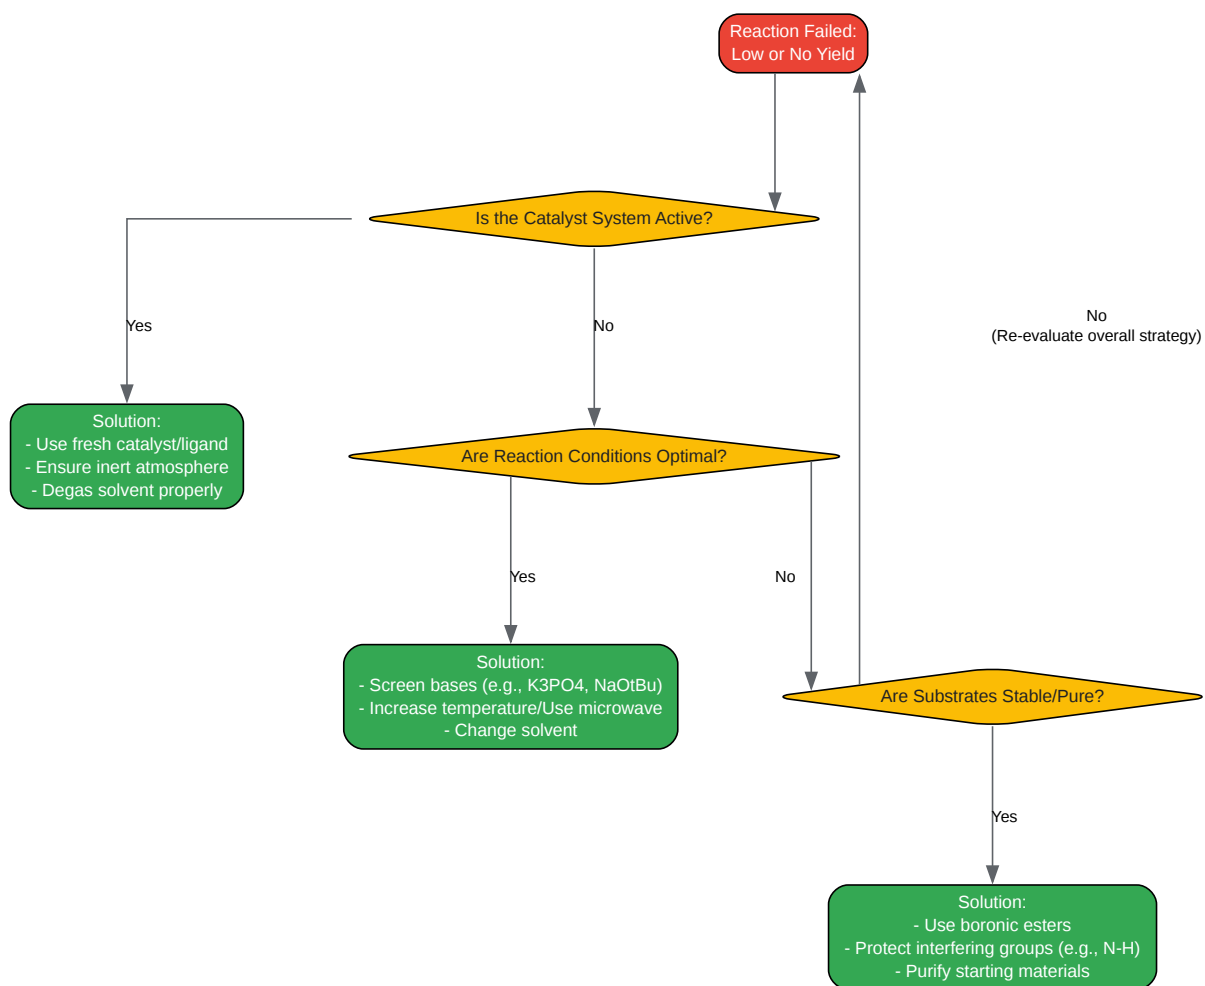 Reaction Failed:
Low or No Yield
Is the Catalyst System Active?
No
(Re-evaluate overall strategy)
Yes
No
Solution:
- Use fresh catalyst/ligand
- Ensure inert atmosphere
- Degas solvent properly
Are Reaction Conditions Optimal?
Yes
No
Solution:
- Screen bases (e.g., K3PO4, NaOtBu)
- Increase temperature/Use microwave
- Change solvent
Are Substrates Stable/Pure?
Yes
Solution:
- Use boronic esters
- Protect interfering groups (e.g., N-H)
- Purify starting materials